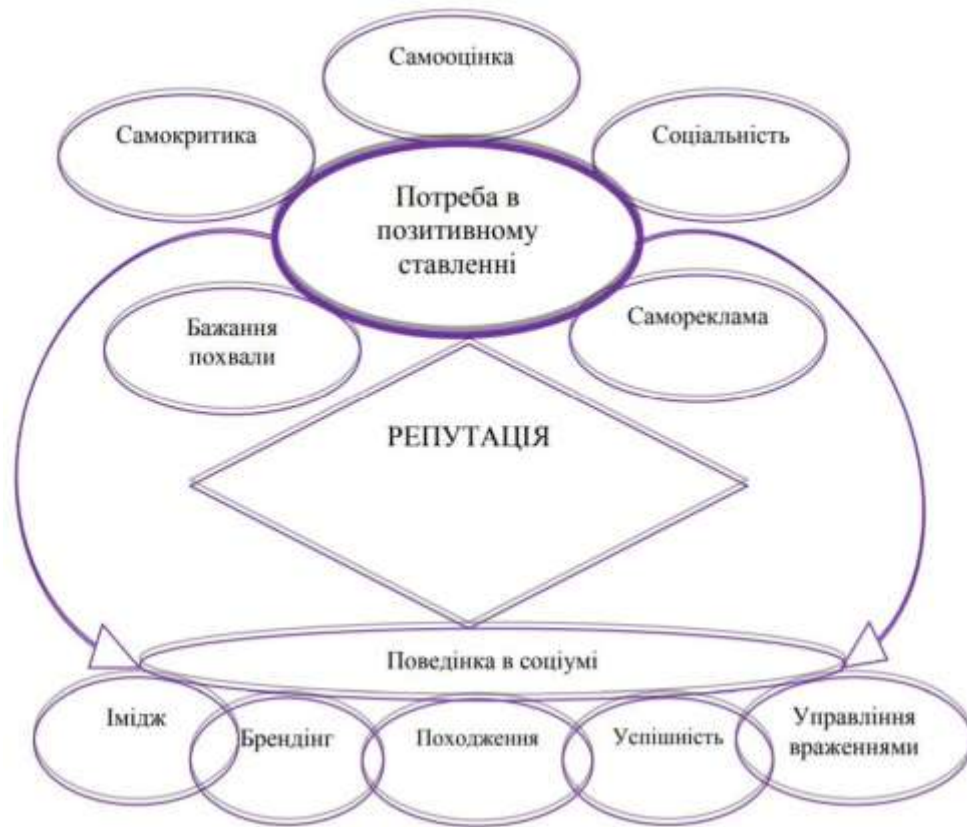 Самооцінка
Самокритика
Соціальність
Потреба в
позитивному
ставленні
Бажання
похвали
Самореклама
РЕПУТАЦІЯ
Поведінка в соціумі
Імідж
Брендінг
Походження
Успішність
Управління
враженнями